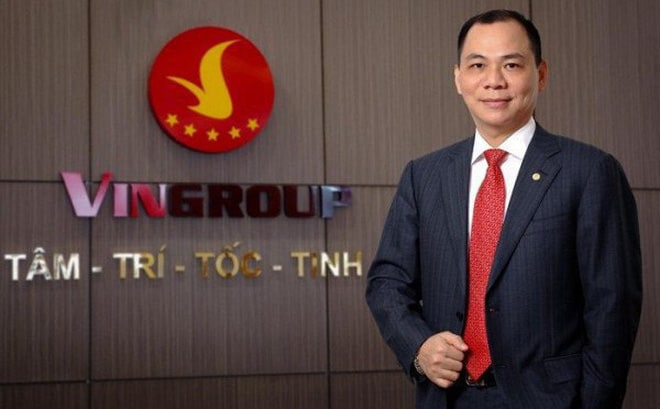 VINGROUP
TÂM - TRÍ - TỐC - TINH